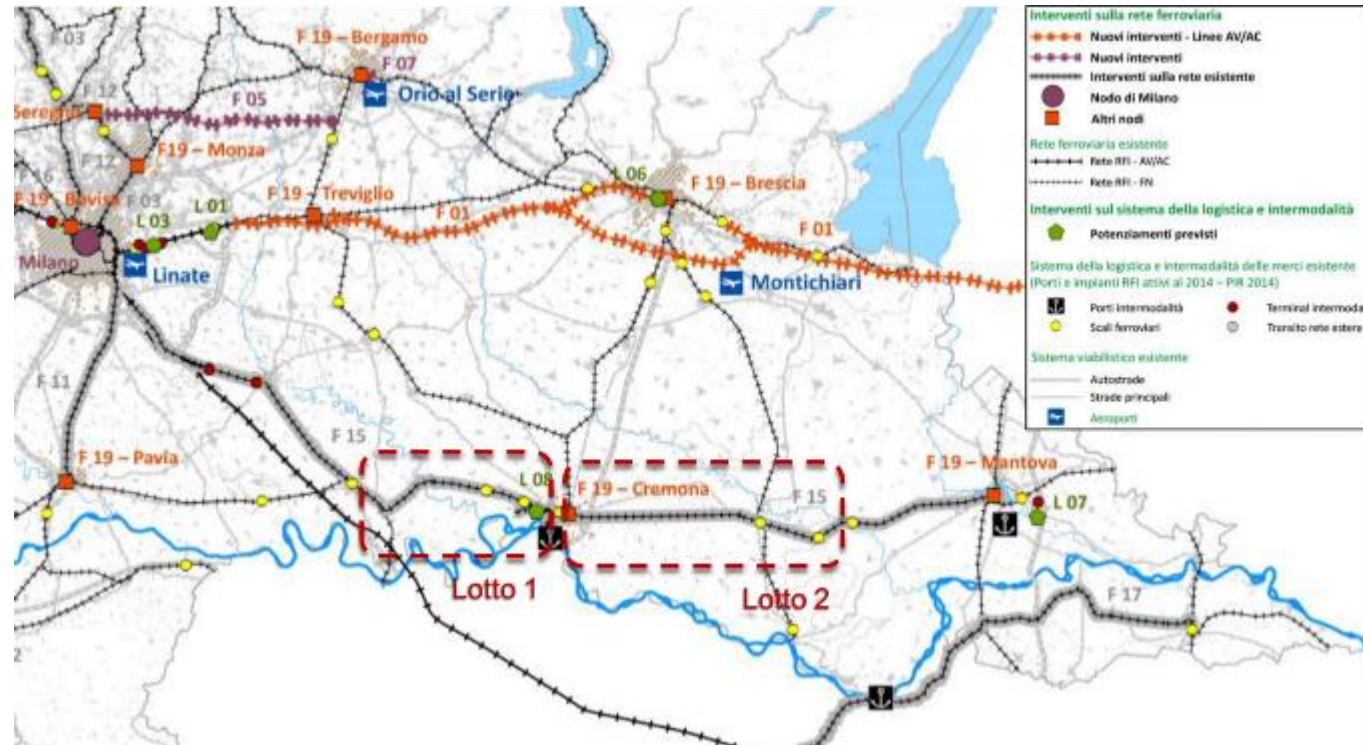 F 03
F 19 – Bergamo
F 07
Orio al Serio
F 12
F 05
Seregno
F 12
F19 – Monza
F 19 – Treviglio
F 03
L 01
L 03
Milano
Linate
L 06
F 19 – Brescia
F 01
F 01
Montichiari
F 11
F 15
F 19 – Pavia
L 08
F 19 – Cremona
F 15
F 19 – Mantova
L 07
Lotto 1
Lotto 2
F 17
Interventi sulla rete ferroviaria
Nuovi interventi - Linee AV/AC
Nuovi interventi
Interventi sulla rete esistente
Nodo di Milano
Altri nodi
Rete ferroviaria esistente
Rete RFI - AV/AC
Rete RFI - FN
Interventi sul sistema della logistica e intermodalità
Potenziamenti previsti
Sistema della logistica e intermodalità delle merci esistente
(Porti e impianti RFI attivi al 2014 – PIR 2014)
Porti intermodalità
Terminal intermoda
Scali ferroviari
Transito rete estera
Sistema viabilistico esistente
Autostrade
Strade principali
Aeroporti